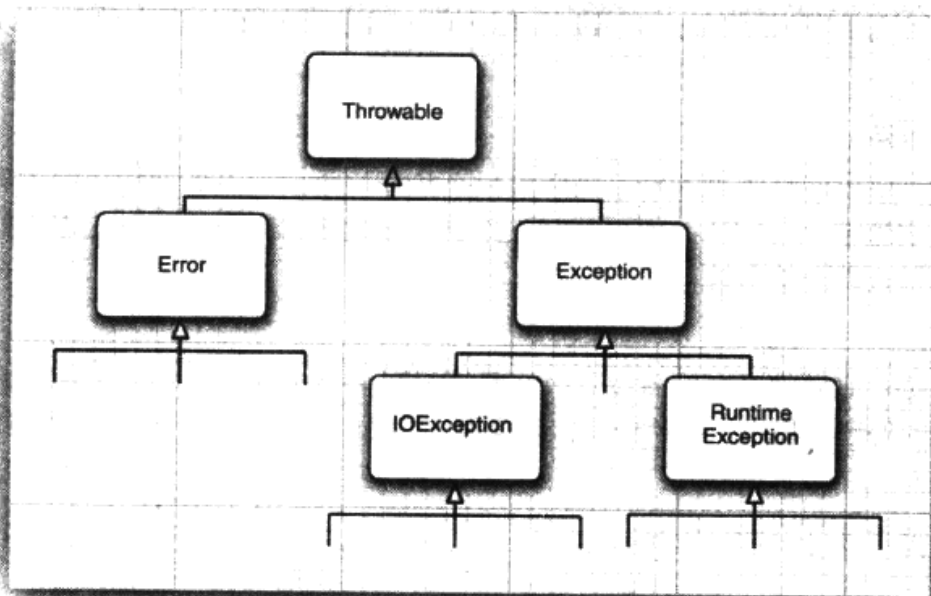 Throwable
Error
Exception
IOException
Runtime
Exception